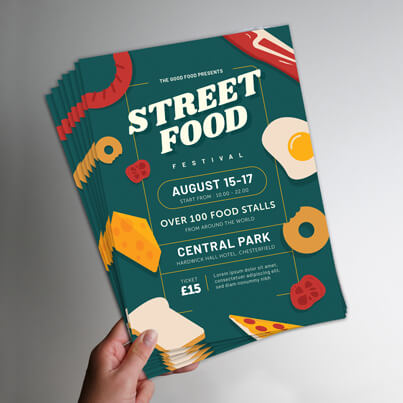 THE GOOD FOOD PRESENTS
STREET
FOOD
FESTIVAL
AUGUST 15-17
START FROM : 10.00 - 22.00
OVER 100 FOOD STALLS
FROM AROUND THE WORLD
CENTRAL PARK
HARDWICK HALL HOTEL, CHESTERFIELD
TICKET
£15
Lorem ipsum dolor sit amet,
consectetuer adipiscing elit,
sed diam nonummy nibh